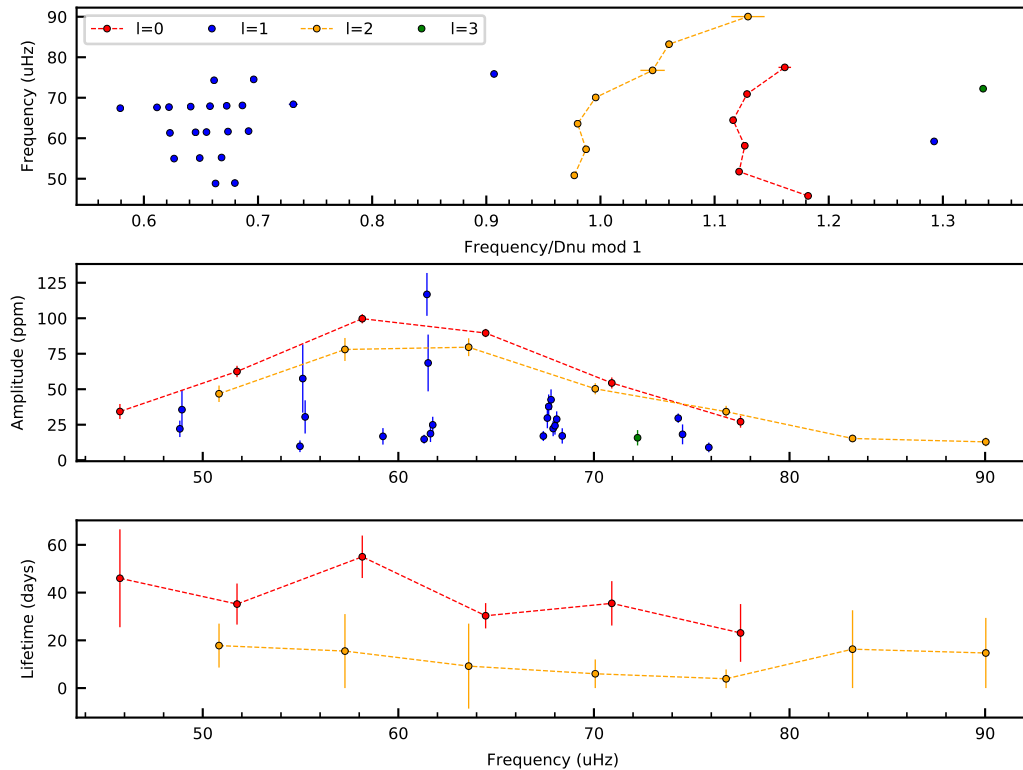 l=0 l=1 l=2 l=3
Frequency (uHz)
90
80
70
60
50
0.6 0.7 0.8 0.9 1.0 1.1 1.2 1.3
Frequency/Dnu mod 1
Amplitude (ppm)
125
100
75
50
25
0
50 60 70 80 90
Lifetime (days)
60
40
20
0
50 60 70 80 90
Frequency (uHz)